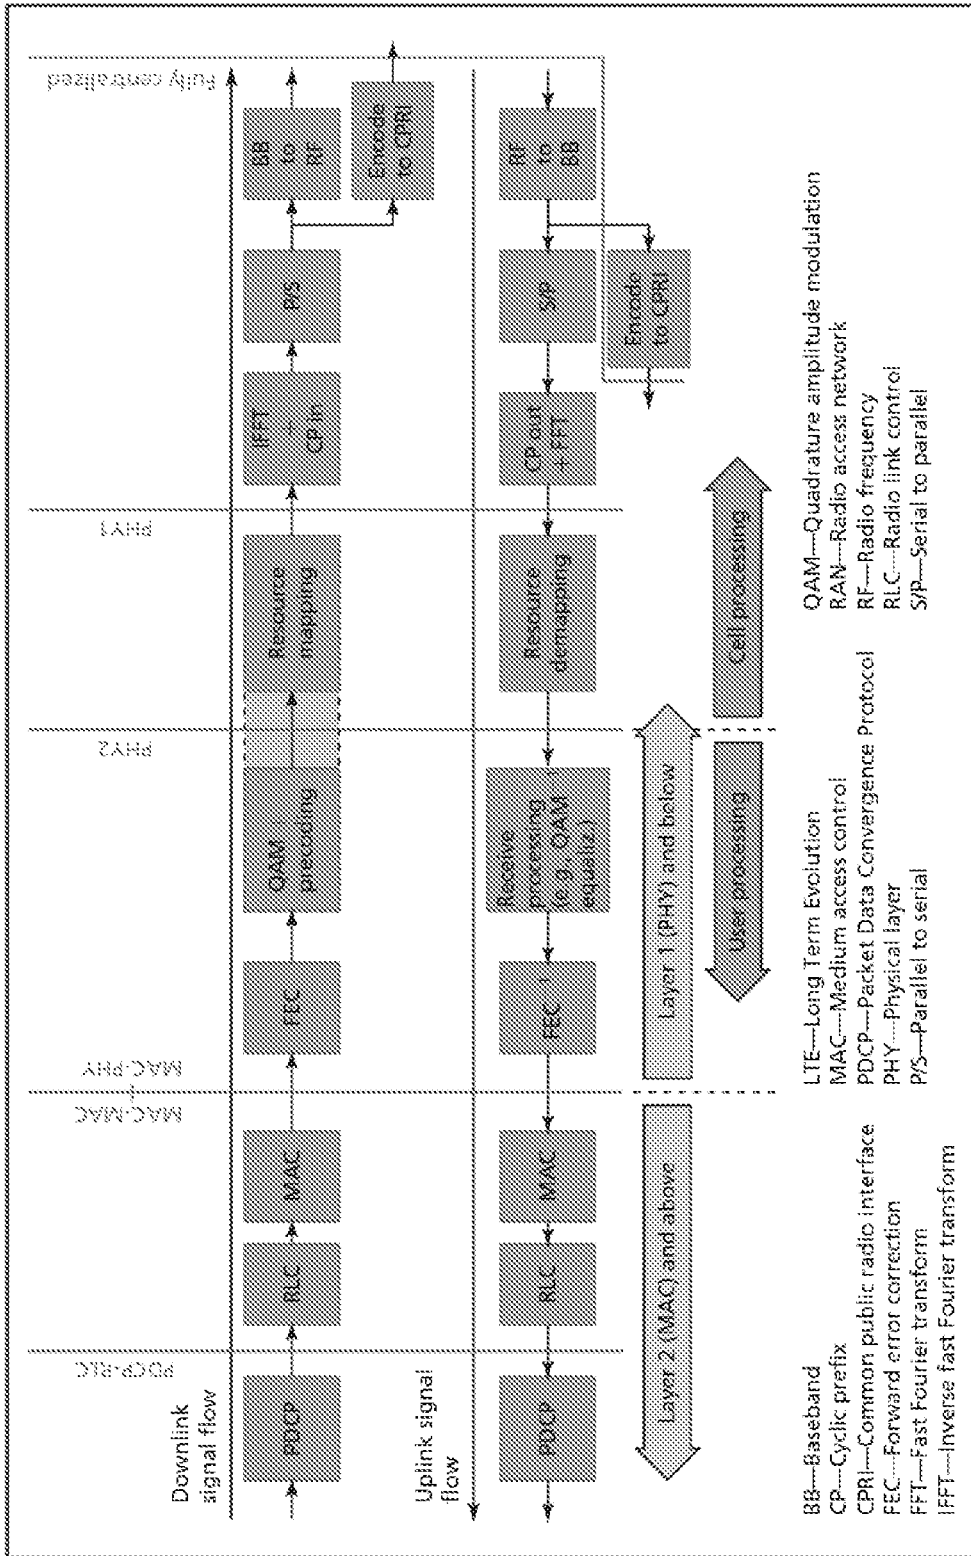 PDCP-RLC
MAC-MAC
MAC-PHY
PHY2
PHY1
Fully centralized
Downlink
signal flow
PDCP
RLC
MAC
FEC
QAM
+
precoding
Resource
mapping
IFFT
+
CP in
P/S
BB
to
RF
Encode
to CPRI
Uplink signal
flow
PDCP
RLC
MAC
FEC⁻¹
Receive
processing
(e.g., QAM⁻¹
equaliz.)
Resource
demapping
CP out
+ FFT
S/P
RF
to
BB
Encode
to CPRI
Layer 2 (MAC) and above
Layer 1 (PHY) and below
User processing
Cell processing
BB—Baseband
CP—Cyclic prefix
CPRI—Common public radio interface
FEC—Forward error correction
FFT—Fast Fourier transform
IFFT—Inverse fast Fourier transform
LTE—Long Term Evolution
MAC—Medium access control
PDCP—Packet Data Convergence Protocol
PHY—Physical layer
P/S—Parallel to serial
QAM—Quadrature amplitude modulation
RAN—Radio access network
RF—Radio frequency
RLC—Radio link control
S/P—Serial to parallel